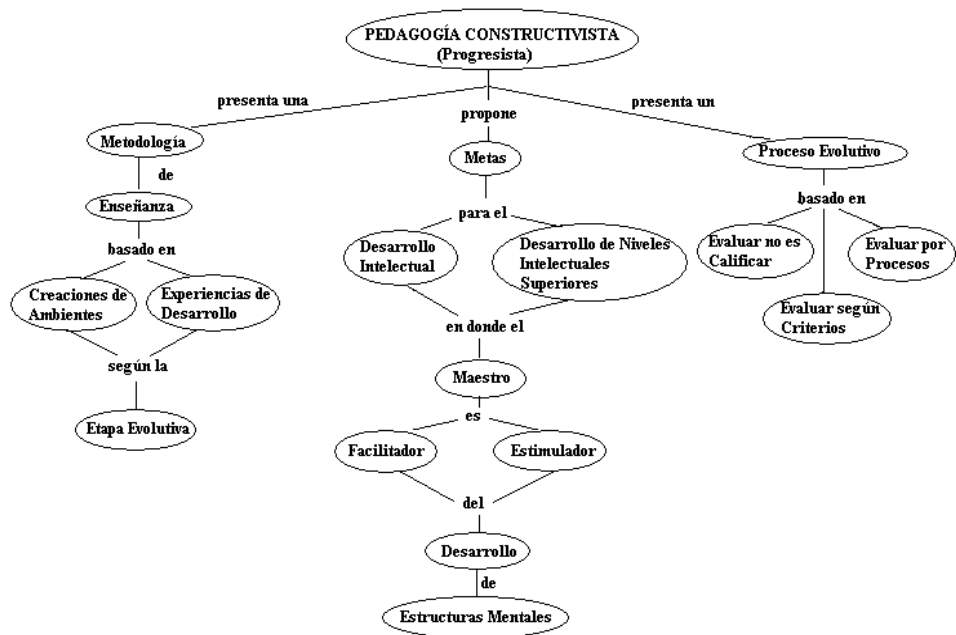 PEDAGOGÍA CONSTRUCTIVISTA
(Progresista)
presenta una
propone
presenta un
Metodología
Metas
Proceso Evolutivo
de
Enseñanza
para el
basado en
basado en
Desarrollo
Intelectual
Desarrollo de Niveles
Intelectuales
Superiores
Evaluar no es
Calificar
Evaluar por
Procesos
Creaciones de
Ambientes
Experiencias de
Desarrollo
Evaluar según
Criterios
en donde el
según la
Maestro
es
Etapa Evolutiva
Facilitador
Estimulador
del
Desarrollo
de
Estructuras Mentales